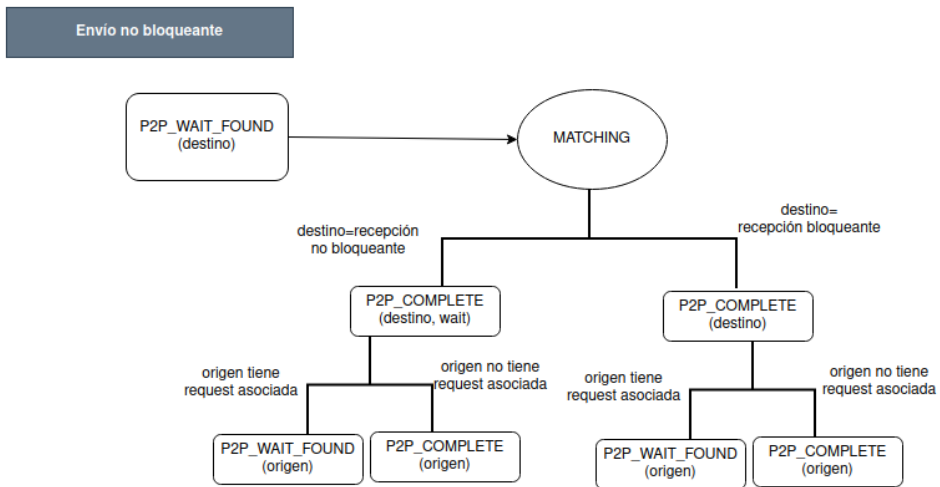 Envío no bloqueante
P2P_WAIT_FOUND
(destino)
MATCHING
destino=recepción
no bloqueante
destino=
recepción bloqueante
P2P_COMPLETE
(destino, wait)
P2P_COMPLETE
(destino)
origen tiene
request asociada
origen no tiene
request asociada
origen tiene
request asociada
origen no tiene
request asociada
P2P_WAIT_FOUND
(origen)
P2P_COMPLETE
(origen)
P2P_WAIT_FOUND
(origen)
P2P_COMPLETE
(origen)